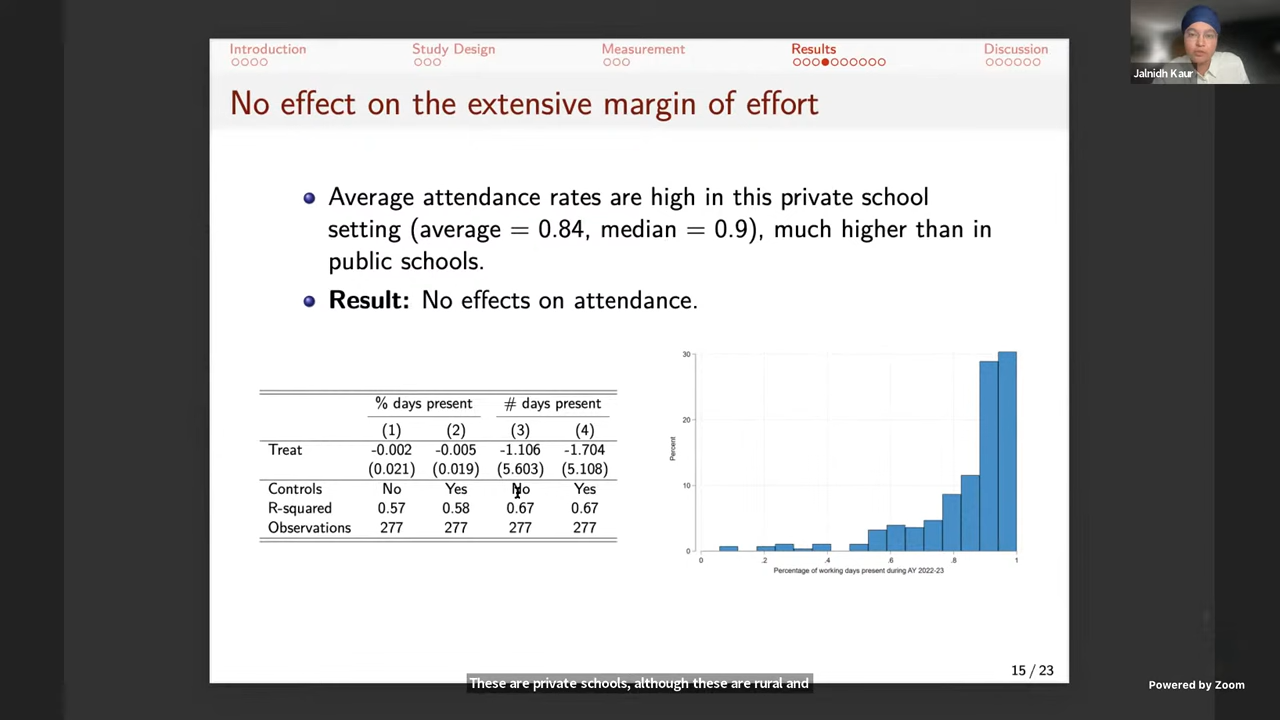 Introduction Study Design Measurement Results Discussion
Jalnidh Kaur
No effect on the extensive margin of effort
Average attendance rates are high in this private school
setting (average = 0.84, median = 0.9), much higher than in
public schools.
Result: No effects on attendance.
% days present # days present
(1) (2) (3) (4)
Treat -0.002 -0.005 -1.106 -1.704
(0.021) (0.019) (5.603) (5.108)
Controls No Yes No Yes
R-squared 0.57 0.58 0.67 0.67
Observations 277 277 277 277
30
20
10
0
Percent
0 .2 .4 .6 .8 1
Percentage of working days present during AY 2022-23
15 / 23
These are private schools, although these are rural and
Powered by Zoom